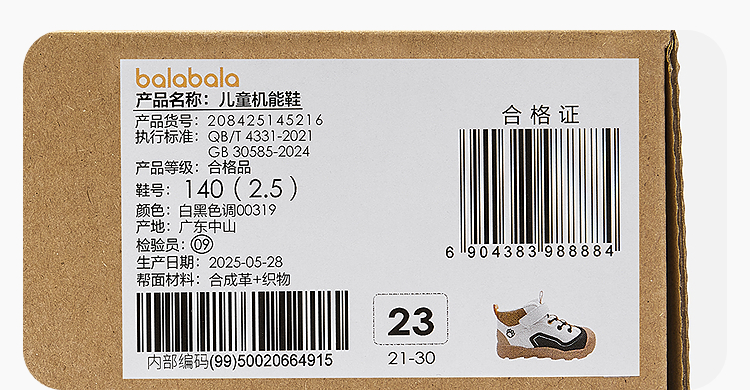 balabala
产品名称：儿童机能鞋
产品货号：208425145216
执行标准：QB/T 4331-2021
GB 30585-2024
产品等级：合格品
鞋号：140（2.5）
颜色：白黑色调00319
产地：广东中山
检验员：09
生产日期：2025-05-28
帮面材料：合成革+织物
内部编码(99)50020664915
合格证
6 904383 988884
23
21-30